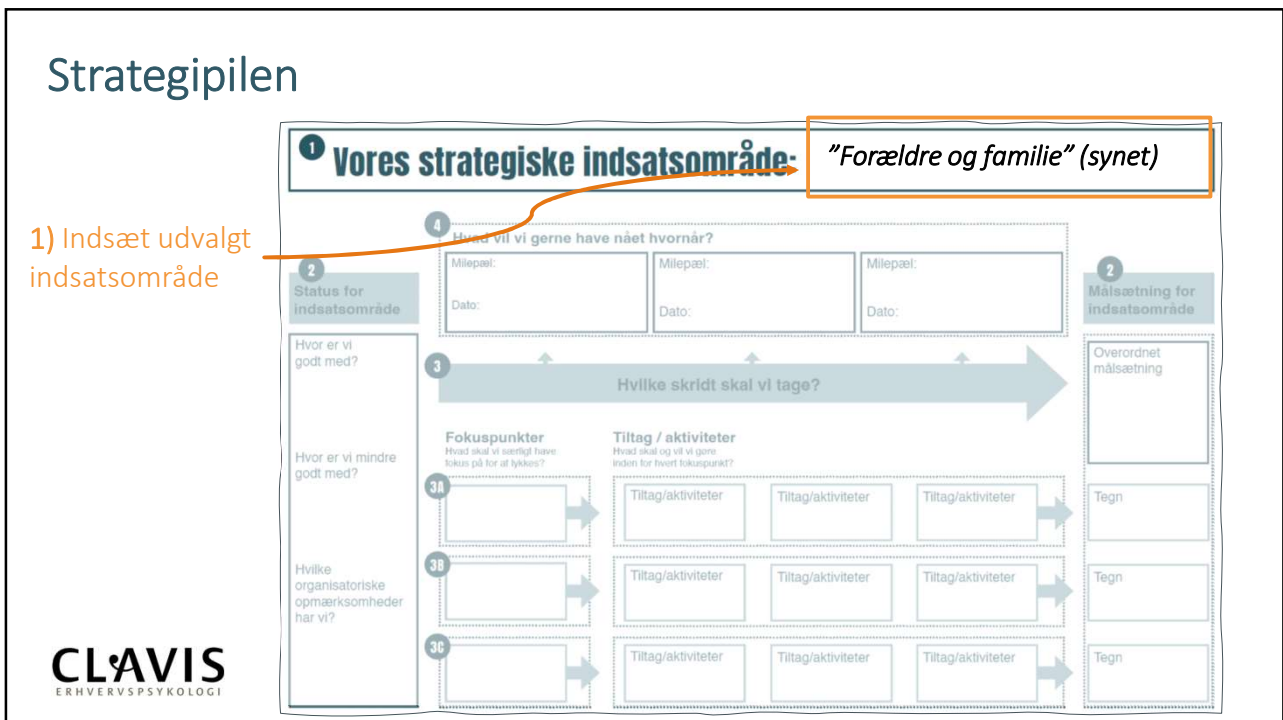 Strategipilen
1 Vores strategiske indsatsområde:
”Forældre og familie” (synet)
1) Indsæt udvalgt
indsatsområde
2
Status for
indsatsområde
Hvor er vi
godt med?
Hvor er vi mindre
godt med?
Hvilke
organisatoriske
opmærksomheder
har vi?
4
Hvad vil vi gerne have nået hvornår?
Milepæl:
Dato:
Milepæl:
Dato:
Milepæl:
Dato:
3
Hvilke skridt skal vi tage?
Fokuspunkter
Hvad skal vi særligt have
fokus på for at lykkes?
Tiltag / aktiviteter
Hvad skal og vil vi gøre
inden for hvert fokuspunkt?
3A
Tiltag/aktiviteter
Tiltag/aktiviteter
Tiltag/aktiviteter
3B
Tiltag/aktiviteter
Tiltag/aktiviteter
Tiltag/aktiviteter
3C
Tiltag/aktiviteter
Tiltag/aktiviteter
Tiltag/aktiviteter
2
Målsætning for
indsatsområde
Overordnet
målsætning
Tegn
Tegn
Tegn
CLAVIS
ERHVERVSPSYKOLOGI